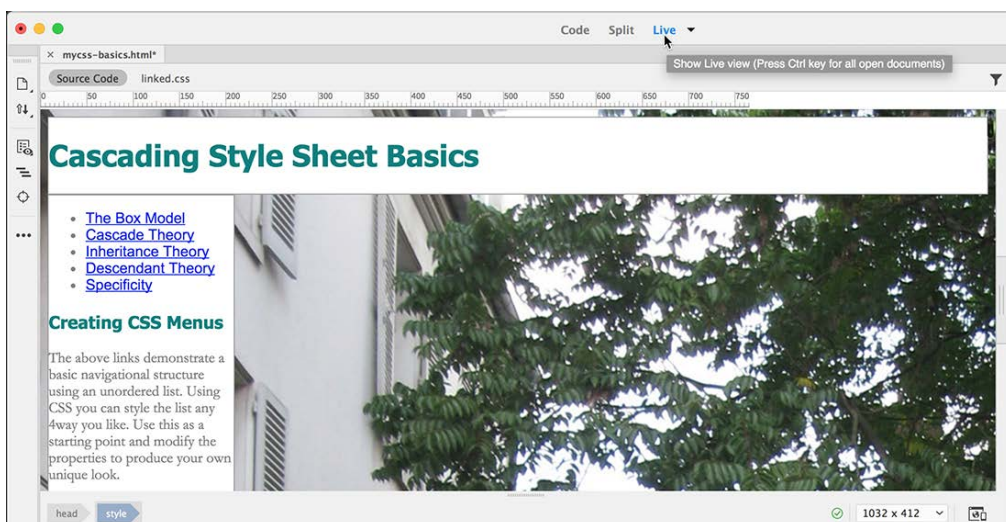 Code Split Live
× mycss-basics.html*
Show Live view (Press Ctrl key for all open documents)
Source Code linked.css
0 50 100 150 200 250 300 350 400 450 500 550 600 650 700 750
Cascading Style Sheet Basics
The Box Model
Cascade Theory
Inheritance Theory
Descendant Theory
Specificity
Creating CSS Menus
The above links demonstrate a
basic navigational structure
using an unordered list. Using
CSS you can style the list any
4way you like. Use this as a
starting point and modify the
properties to produce your own
unique look.
head style
1032 x 412